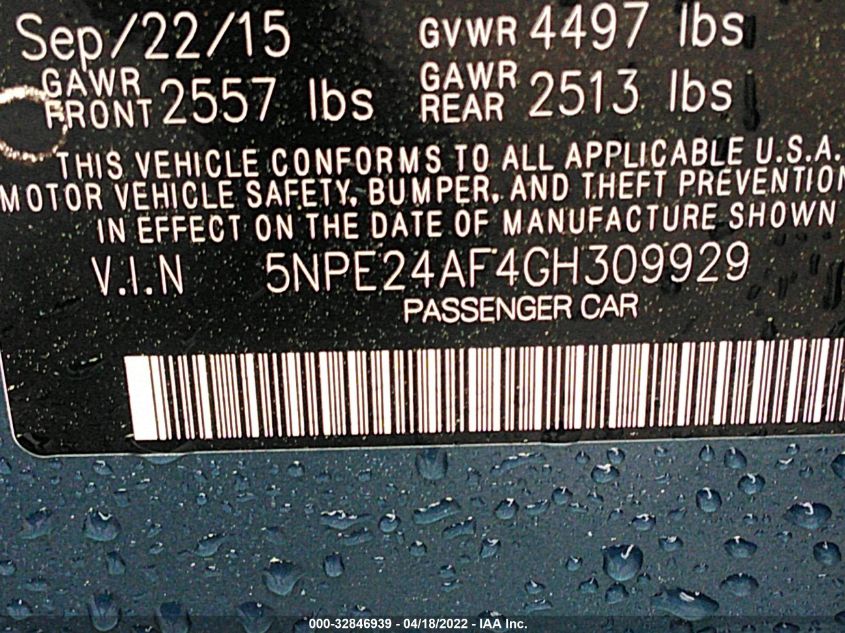 Sep/22/15 GVWR 4497 lbs
GAWR FRONT 2557 lbs GAWR REAR 2513 lbs
THIS VEHICLE CONFORMS TO ALL APPLICABLE U.S.A.
MOTOR VEHICLE SAFETY, BUMPER, AND THEFT PREVENTION
IN EFFECT ON THE DATE OF MANUFACTURE SHOWN
V.I.N 5NPE24AF4GH309929
PASSENGER CAR
000-32846939 - 04/18/2022 - IAA Inc.